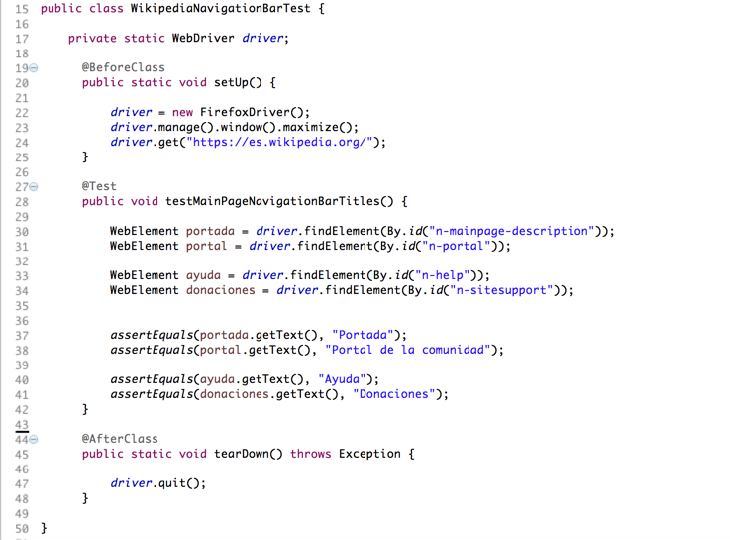 15 public class WikipediaNavigationBarTest {
16
17 private static WebDriver driver;
18
19 @BeforeClass
20 public static void setUp() {
21
22 driver = new FirefoxDriver();
23 driver.manage().window().maximize();
24 driver.get("https://es.wikipedia.org/");
25 }
26
27 @Test
28 public void testMainPageNavigationBarTitles() {
29
30 WebElement portada = driver.findElement(By.id("n-mainpage-description"));
31 WebElement portal = driver.findElement(By.id("n-portal"));
32
33 WebElement ayuda = driver.findElement(By.id("n-help"));
34 WebElement donaciones = driver.findElement(By.id("n-sitesupport"));
35
36
37 assertEquals(portada.getText(), "Portada");
38 assertEquals(portal.getText(), "Portal de la comunidad");
39
40 assertEquals(ayuda.getText(), "Ayuda");
41 assertEquals(donaciones.getText(), "Donaciones");
42 }
43
44 @AfterClass
45 public static void tearDown() throws Exception {
46
47 driver.quit();
48 }
49
50 }